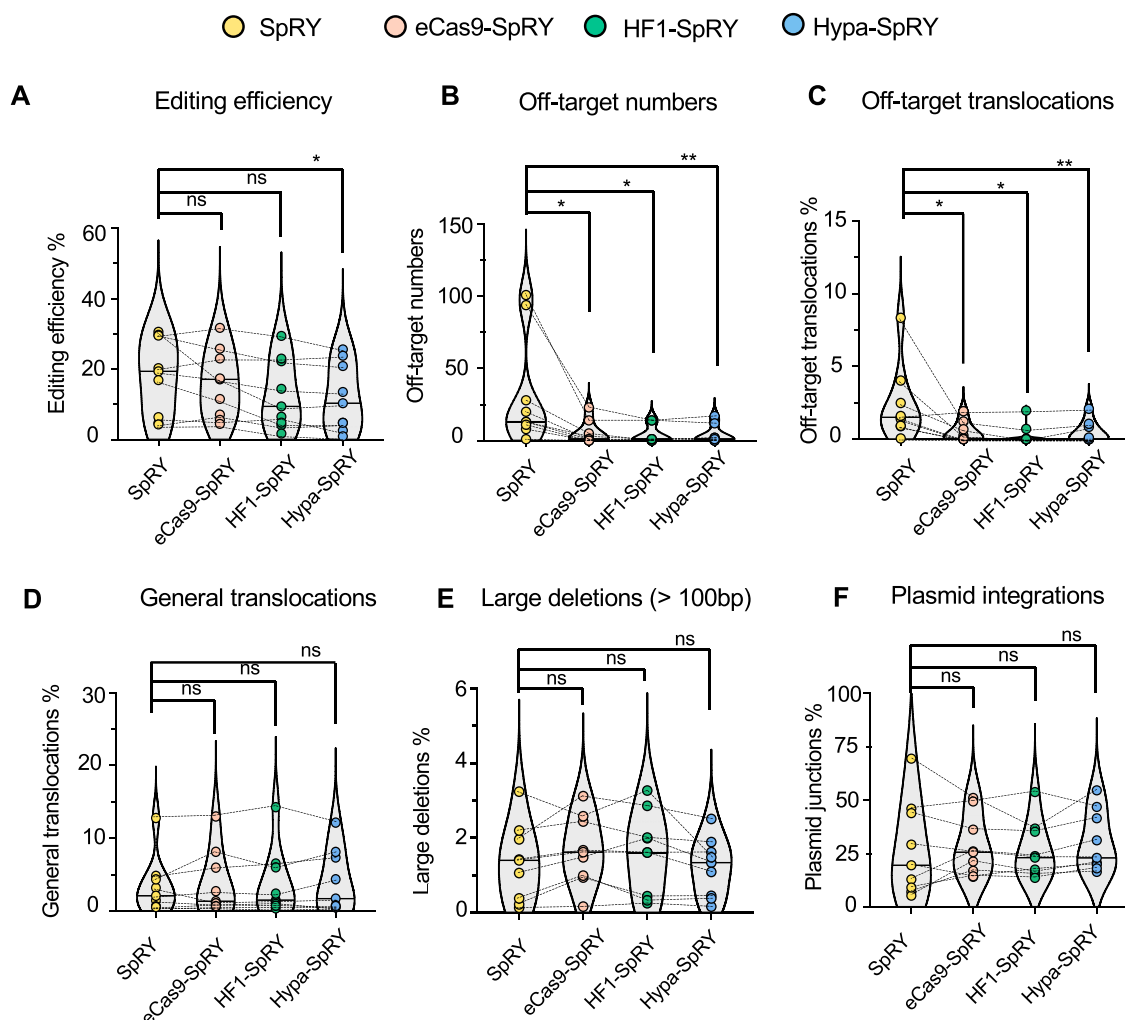 SpRY eCas9-SpRY HF1-SpRY Hypa-SpRY
A Editing efficiency
*
ns
ns
Editing efficiency %
60
40
20
0
SpRY
eCas9-SpRY
HF1-SpRY
Hypa-SpRY
B Off-target numbers
**
*
*
Off-target numbers
150
100
50
0
SpRY
eCas9-SpRY
HF1-SpRY
Hypa-SpRY
C Off-target translocations
**
*
*
Off-target translocations %
15
10
5
0
SpRY
eCas9-SpRY
HF1-SpRY
Hypa-SpRY
D General translocations
ns
ns
ns
General translocations %
30
20
10
0
SpRY
eCas9-SpRY
HF1-SpRY
Hypa-SpRY
E Large deletions (> 100bp)
ns
ns
ns
Large deletions %
6
4
2
0
SpRY
eCas9-SpRY
HF1-SpRY
Hypa-SpRY
F Plasmid integrations
ns
ns
ns
Plasmid junctions %
100
75
50
25
0
SpRY
eCas9-SpRY
HF1-SpRY
Hypa-SpRY